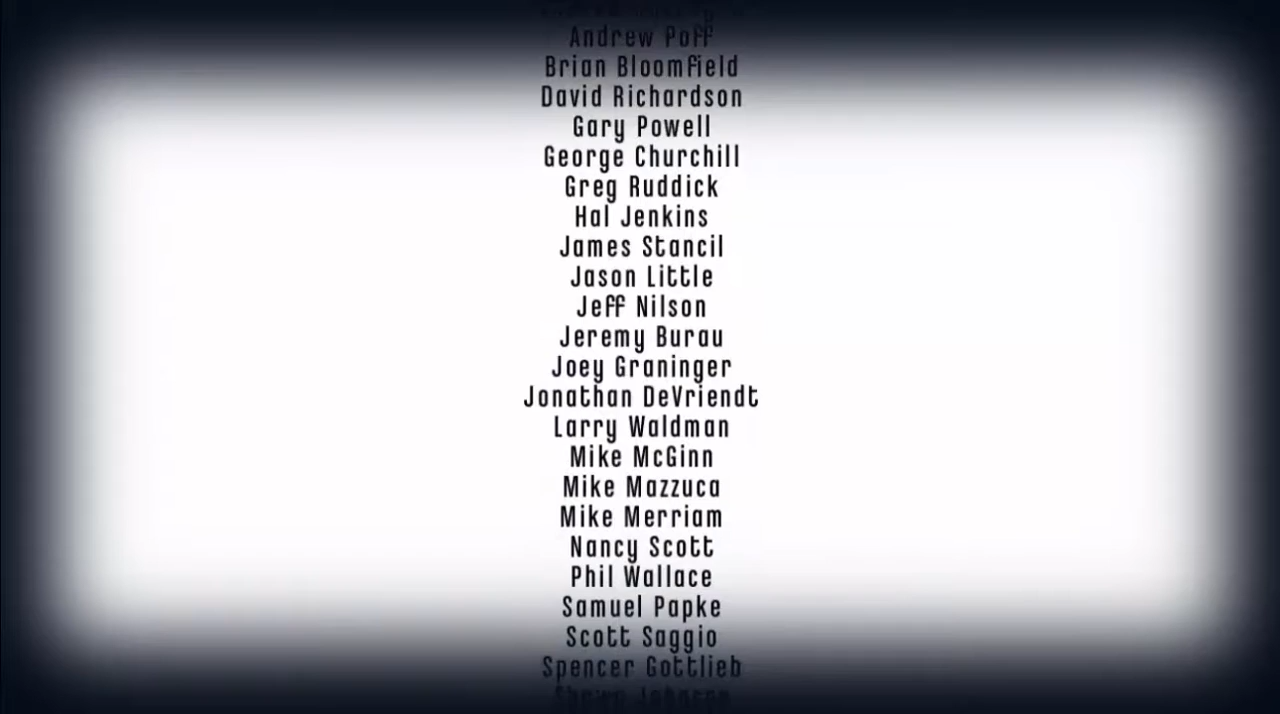 Andrew Poff
Brian Bloomfield
David Richardson
Gary Powell
George Churchill
Greg Ruddick
Hal Jenkins
James Stancil
Jason Little
Jeff Nilson
Jeremy Burau
Joey Graninger
Jonathan DeVriendt
Larry Waldman
Mike McGinn
Mike Mazzuca
Mike Merriam
Nancy Scott
Phil Wallace
Samuel Papke
Scott Saggio
Spencer Gottlieb
Shawn Johnson